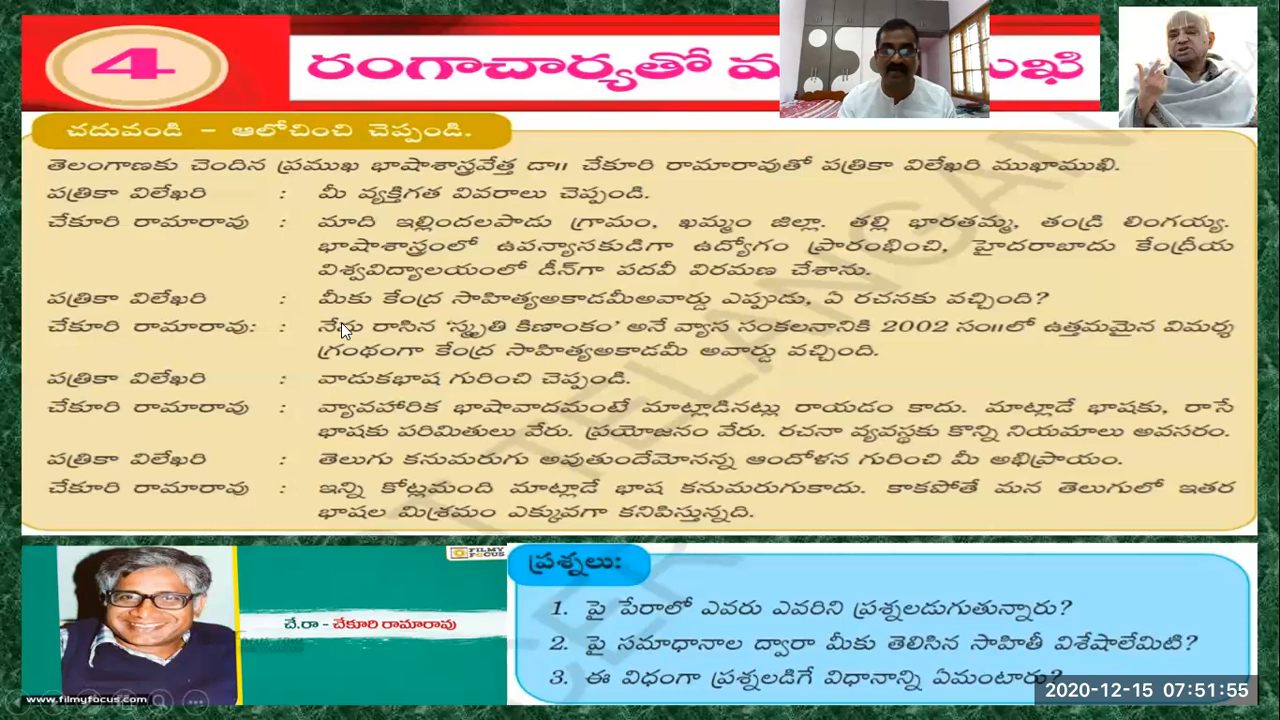 4
రంగాచార్యతో
చదువండి - ఆలోచించి చెప్పండి.
తెలంగాణకు చెందిన ప్రముఖ భాషాశాస్త్రవేత్త డా॥ చేకూరి రామారావుతో పత్రికా విలేఖరి ముఖాముఖి.
పత్రికా విలేఖరి : మీ వ్యక్తిగత వివరాలు చెప్పండి.
చేకూరి రామారావు : మాది ఇల్లిందలపాడు గ్రామం, ఖమ్మం జిల్లా. తల్లి భారతమ్మ, తండ్రి లింగయ్య.
భాషాశాస్త్రంలో ఉపన్యాసకుడిగా ఉద్యోగం ప్రారంభించి, హైదరాబాదు కేంద్రీయ
విశ్వవిద్యాలయంలో డీన్‌గా పదవీ విరమణ చేశాను.
పత్రికా విలేఖరి : మీకు కేంద్ర సాహిత్యఅకాడమీఅవార్డు ఎప్పుడు, ఏ రచనకు వచ్చింది?
చేకూరి రామారావు: : నేను రాసిన 'స్మృతి కిణాంకం' అనే వ్యాస సంకలనానికి 2002 సం॥లో ఉత్తమమైన విమర్శ
గ్రంథంగా కేంద్ర సాహిత్యఅకాడమీ అవార్డు వచ్చింది.
పత్రికా విలేఖరి : వాడుకభాష గురించి చెప్పండి.
చేకూరి రామారావు : వ్యావహారిక భాషావాదమంటే మాట్లాడినట్లు రాయడం కాదు. మాట్లాడే భాషకు, రాసే
భాషకు పరిమితులు వేరు. ప్రయోజనం వేరు. రచనా వ్యవస్థకు కొన్ని నియమాలు అవసరం.
పత్రికా విలేఖరి : తెలుగు కనుమరుగు అవుతుందేమోనన్న ఆందోళన గురించి మీ అభిప్రాయం.
చేకూరి రామారావు : ఇన్ని కోట్లమంది మాట్లాడే భాష కనుమరుగుకాదు. కాకపోతే మన తెలుగులో ఇతర
భాషల మిశ్రమం ఎక్కువగా కనిపిస్తున్నది.
FILMY FOCUS
చే.రా - చేకూరి రామారావు
www.filmyfocus.com
ప్రశ్నలు:
1. పై పేరాలో ఎవరు ఎవరిని ప్రశ్నలడుగుతున్నారు?
2. పై సమాధానాల ద్వారా మీకు తెలిసిన సాహితీ విశేషాలేమిటి?
3. ఈ విధంగా ప్రశ్నలడిగే విధానాన్ని ఏమంటారు?
2020-12-15 07:51:55